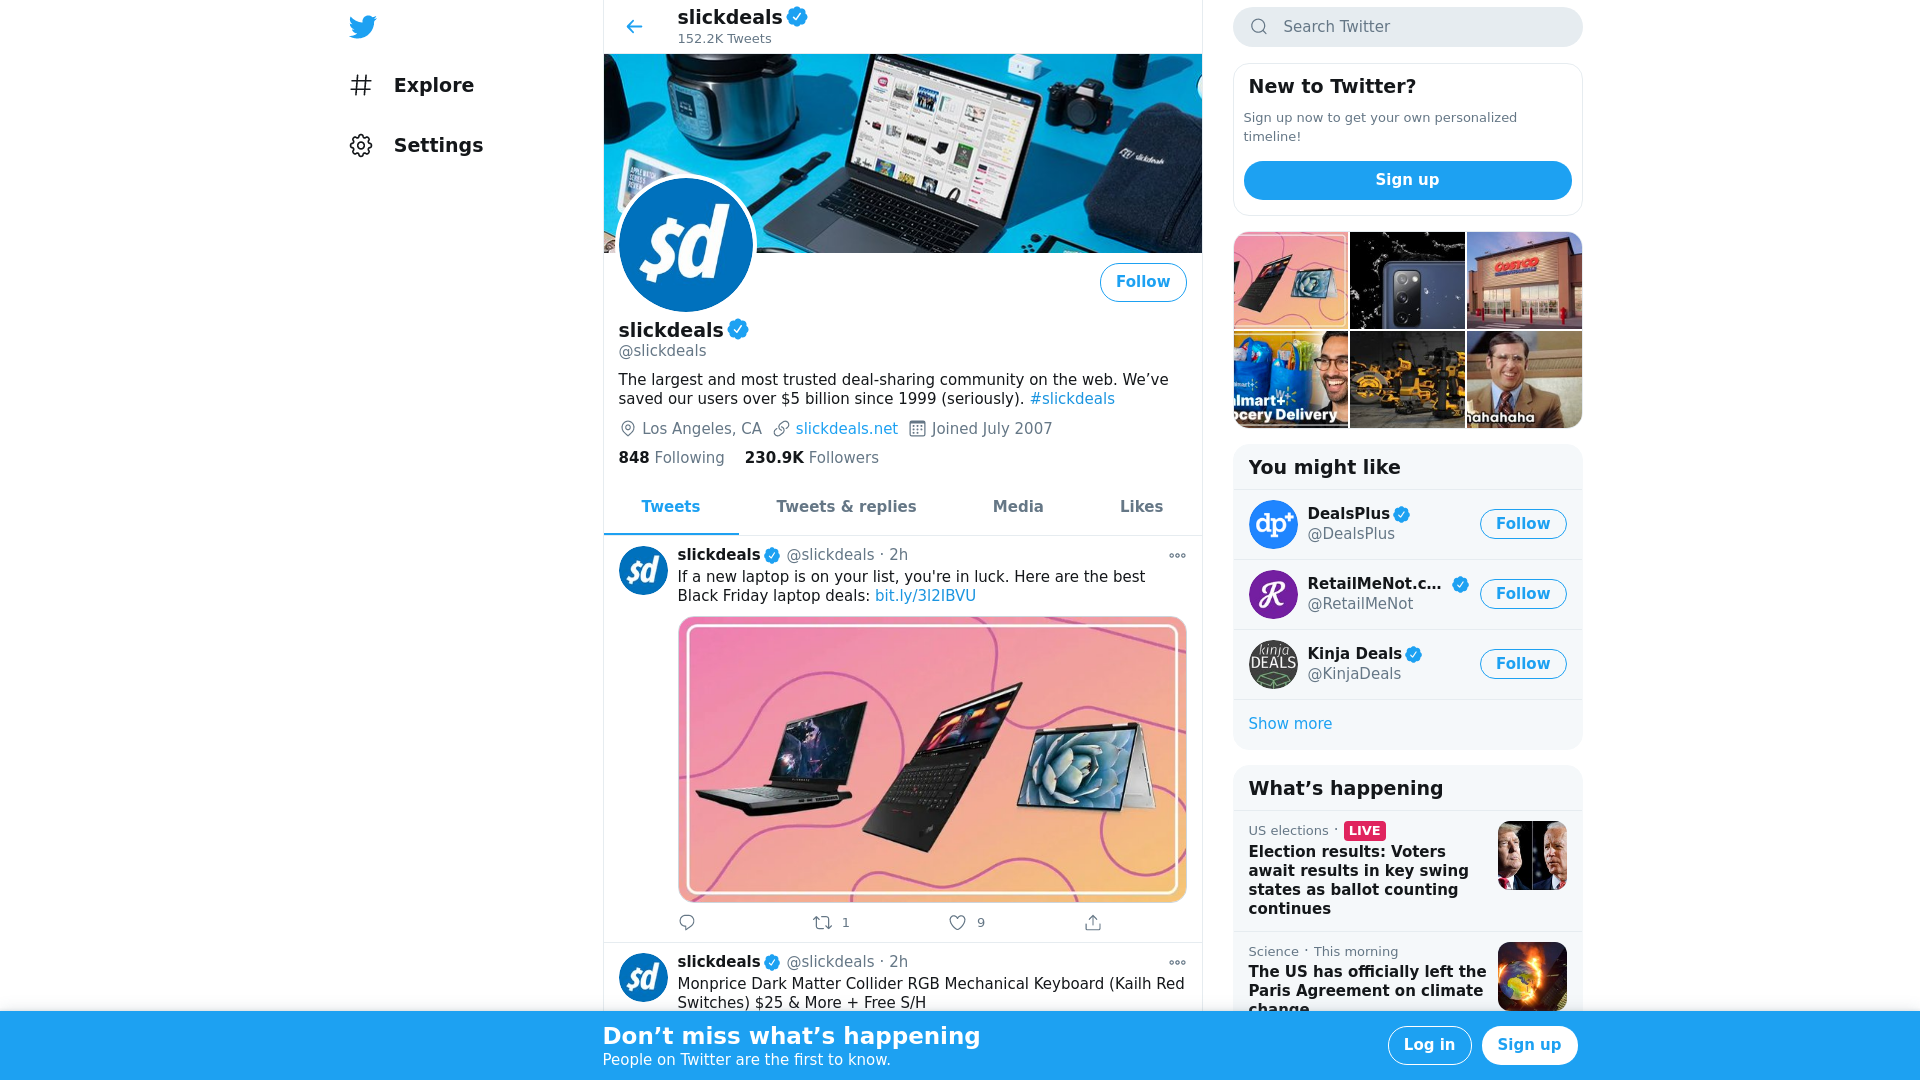 Explore
Settings
slickdeals
152.2K Tweets
slickdeals
$d
Follow
slickdeals
@slickdeals
The largest and most trusted deal-sharing community on the web. We’ve
saved our users over $5 billion since 1999 (seriously). #slickdeals
Los Angeles, CA slickdeals.net Joined July 2007
848 Following 230.9K Followers
Tweets Tweets & replies Media Likes
$d
slickdeals @slickdeals · 2h
If a new laptop is on your list, you're in luck. Here are the best
Black Friday laptop deals: bit.ly/3l2IBVU
1 9
$d
slickdeals @slickdeals · 2h
Monprice Dark Matter Collider RGB Mechanical Keyboard (Kailh Red
Switches) $25 & More + Free S/H
Search Twitter
New to Twitter?
Sign up now to get your own personalized
timeline!
Sign up
COSTCO
lmart+
ocery Delivery
hahahaha
You might like
dp+
DealsPlus
@DealsPlus
Follow
R
RetailMeNot.c...
@RetailMeNot
Follow
kinja
DEALS
Kinja Deals
@KinjaDeals
Follow
Show more
What’s happening
US elections · LIVE
Election results: Voters
await results in key swing
states as ballot counting
continues
Science · This morning
The US has officially left the
Paris Agreement on climate
change
Don’t miss what’s happening
People on Twitter are the first to know.
Log in
Sign up